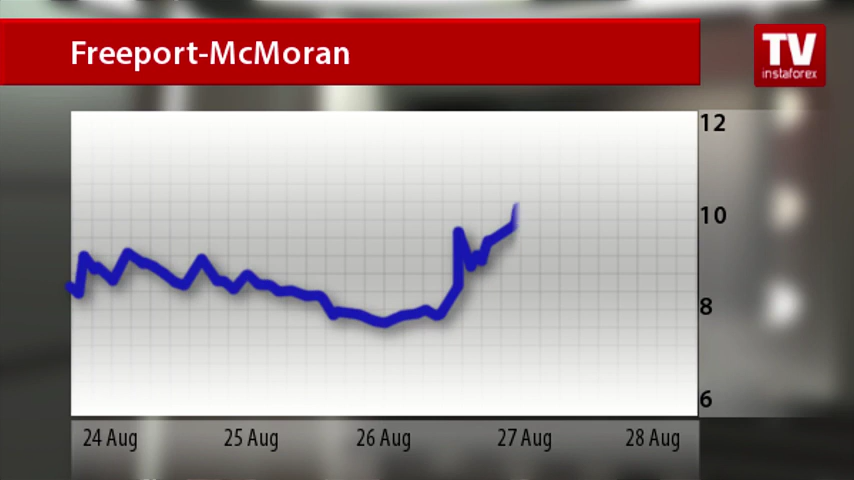 Freeport-McMoran
TV
instaforex
12
10
8
6
24 Aug
25 Aug
26 Aug
27 Aug
28 Aug